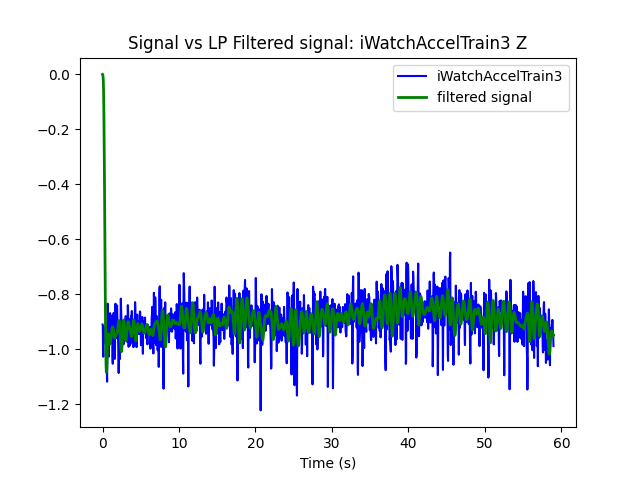 Signal vs LP Filtered signal: iWatchAccelTrain3 Z
iWatchAccelTrain3
filtered signal
0.0
−0.2
−0.4
−0.6
−0.8
−1.0
−1.2
0 10 20 30 40 50 60
Time (s)